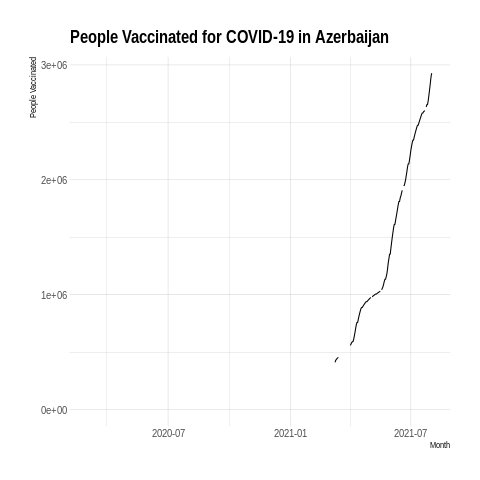 People Vaccinated for COVID-19 in Azerbaijan
People Vaccinated
3e+06
2e+06
1e+06
0e+00
2020-07
2021-01
2021-07
Month